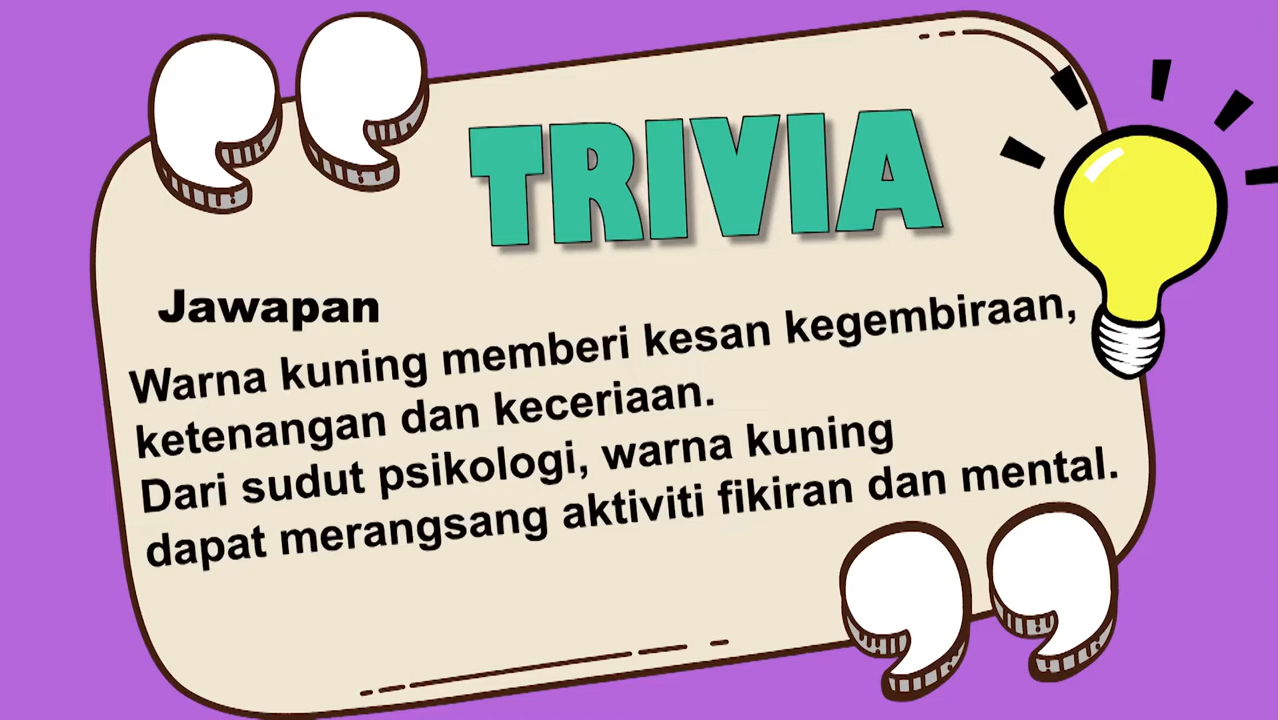 TRIVIA
Jawapan
Warna kuning memberi kesan kegembiraan,
ketenangan dan keceriaan.
Dari sudut psikologi, warna kuning
dapat merangsang aktiviti fikiran dan mental.